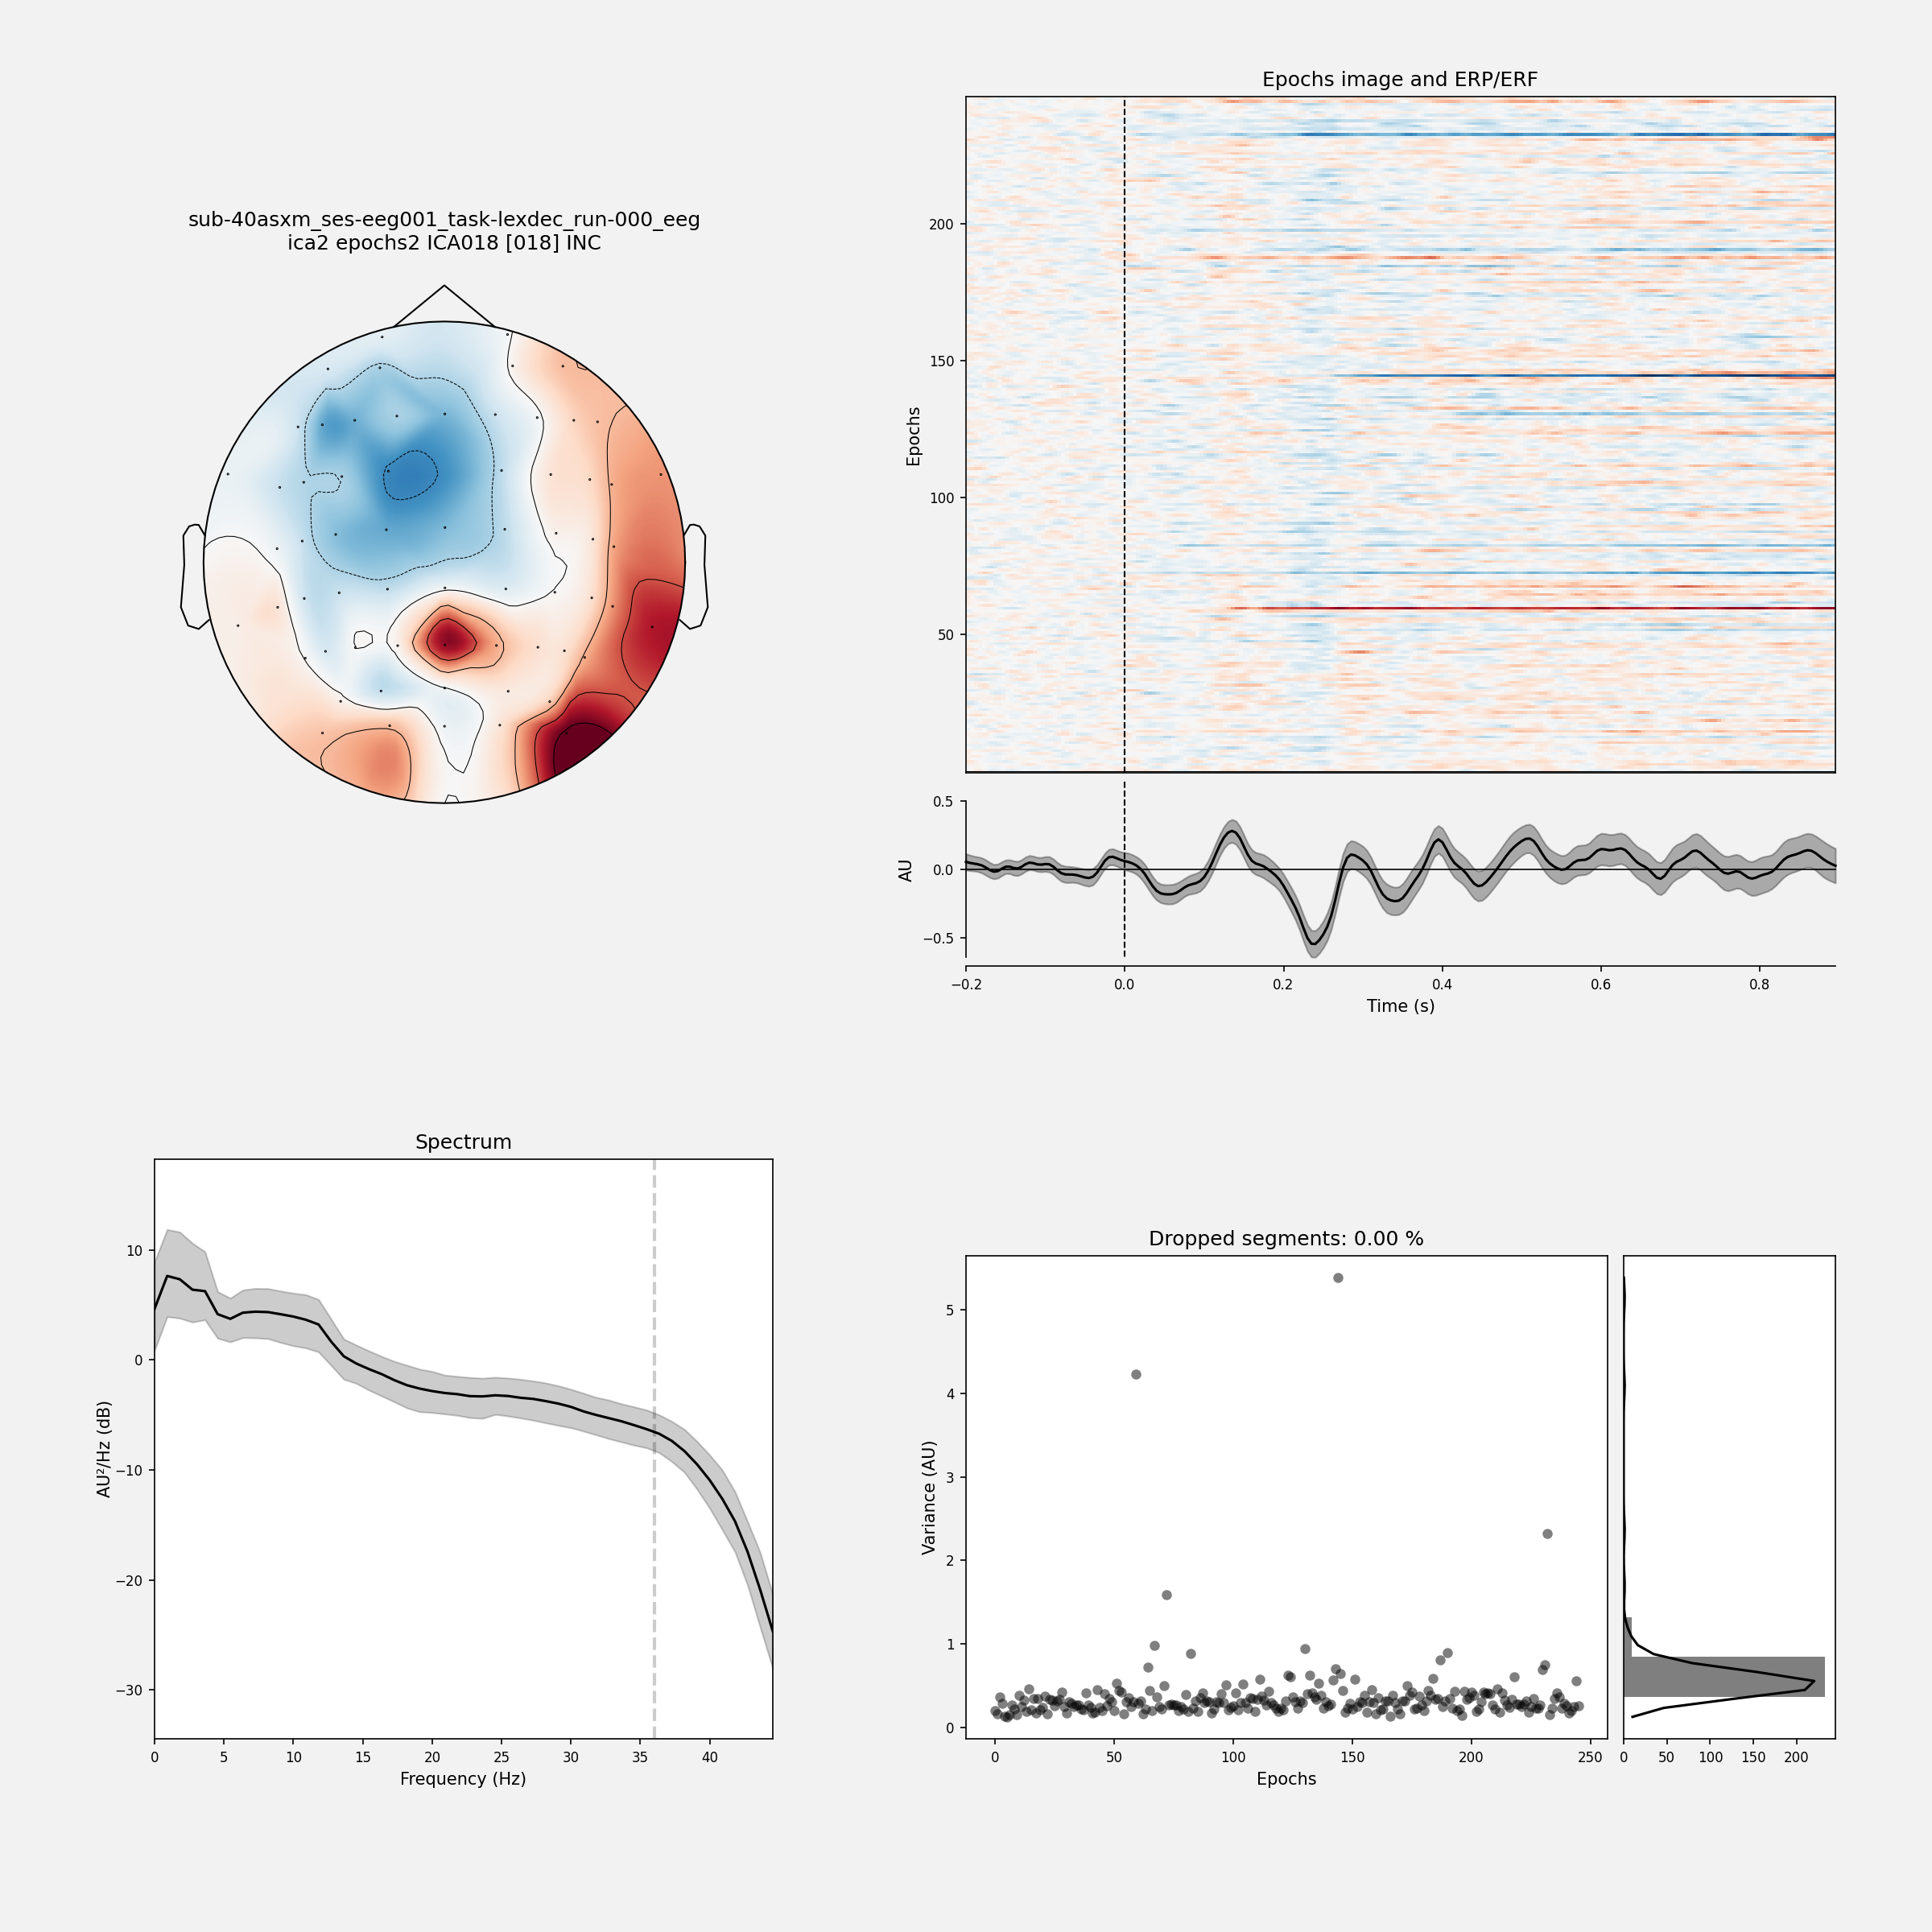 sub-40asxm_ses-eeg001_task-lexdec_run-000_eeg
ica2 epochs2 ICA018 [018] INC
Epochs image and ERP/ERF
Epochs
200
150
100
50
AU
0.5
0.0
−0.5
−0.2 0.0 0.2 0.4 0.6 0.8
Time (s)
Spectrum
AU²/Hz (dB)
10
0
−10
−20
−30
0 5 10 15 20 25 30 35 40
Frequency (Hz)
Dropped segments: 0.00 %
Variance (AU)
5
4
3
2
1
0
0 50 100 150 200 250
Epochs
0 50 100 150 200